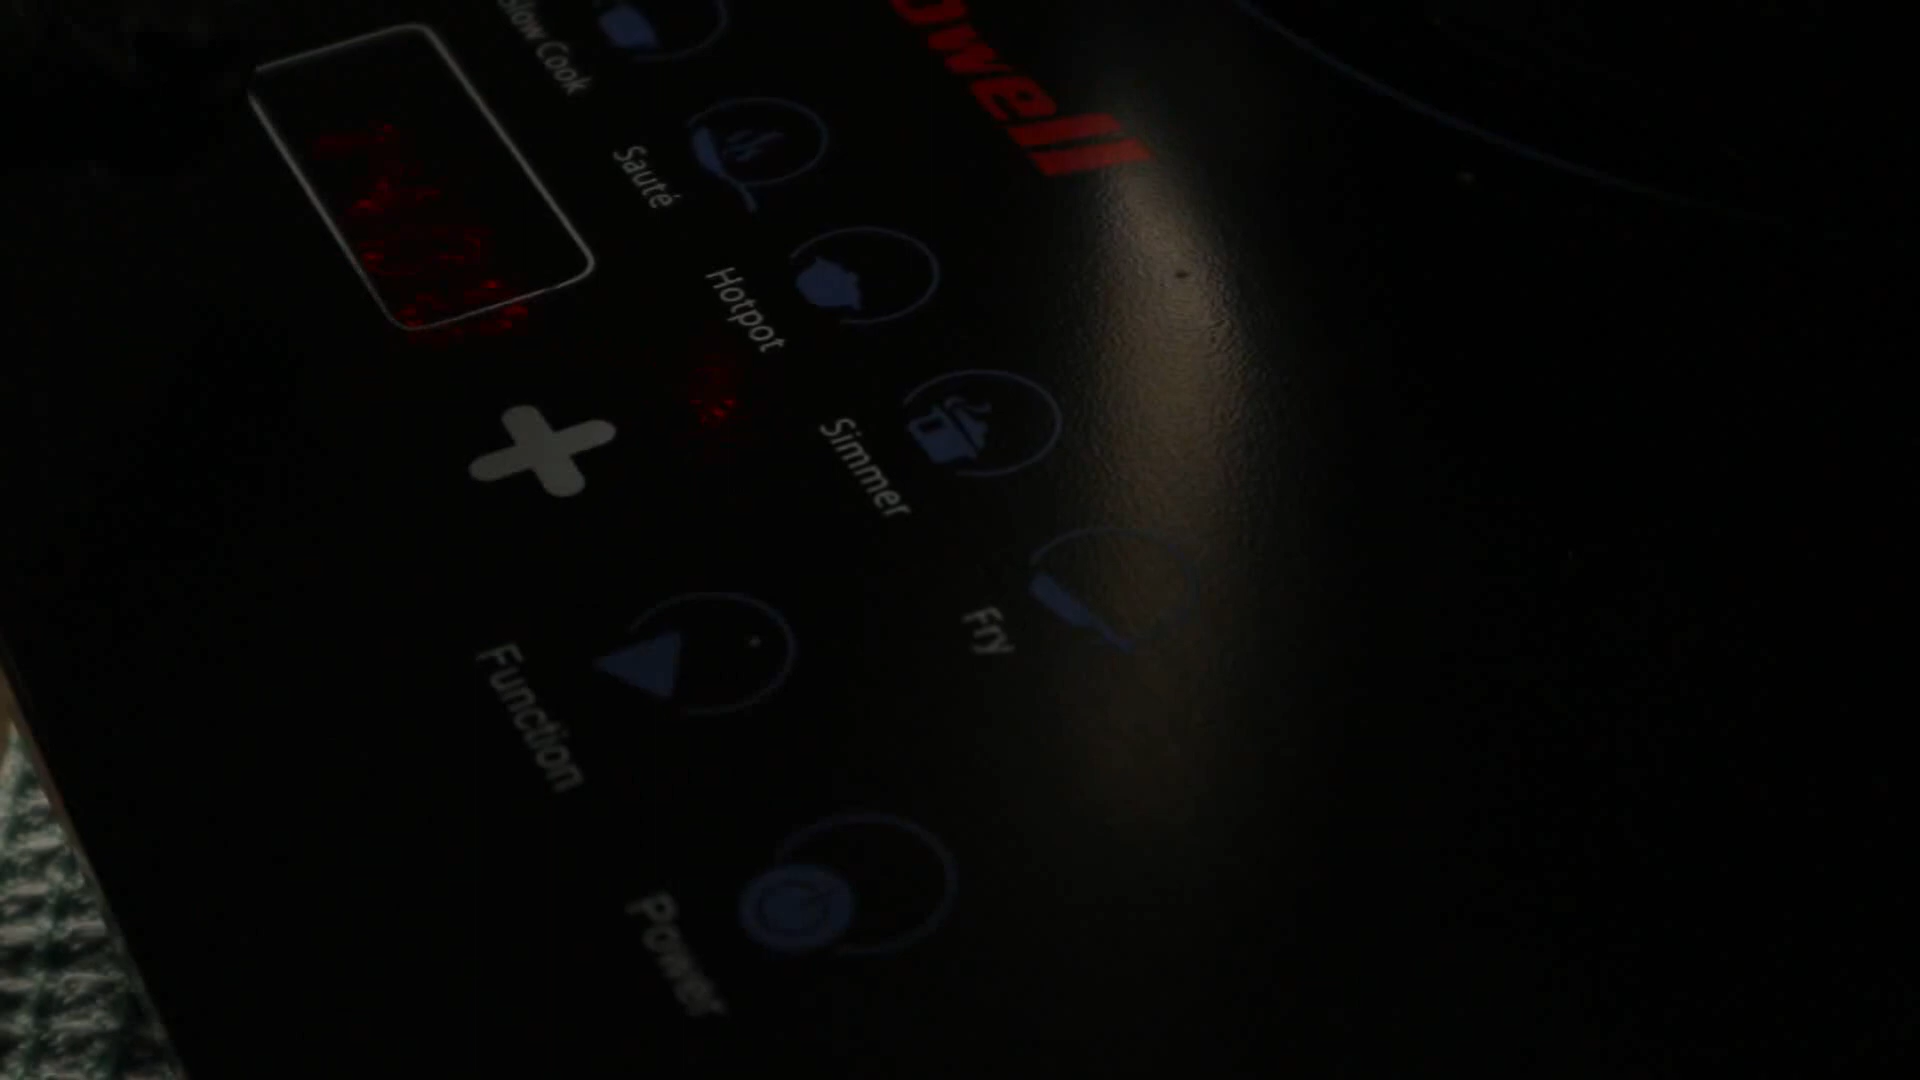 Slow Cook
Sauté
Hotpot
Simmer
Fry
Function
Power
owell